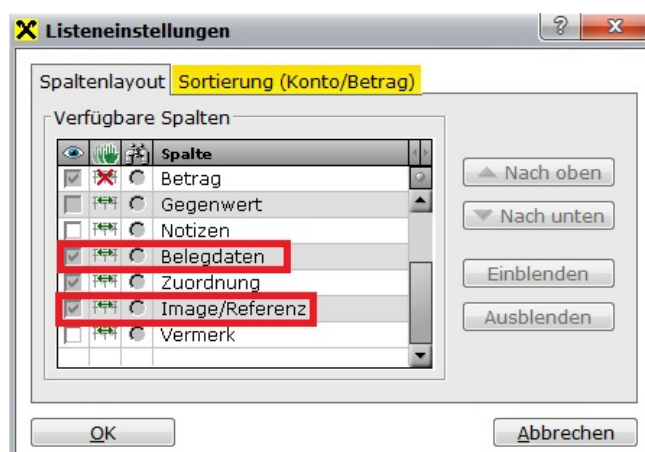 Listeneinstellungen
Spaltenlayout
Sortierung (Konto/Betrag)
Verfügbare Spalten
Spalte
Betrag
Gegenwert
Notizen
Belegdaten
Zuordnung
Image/Referenz
Vermerk
Nach oben
Nach unten
Einblenden
Ausblenden
OK
Abbrechen